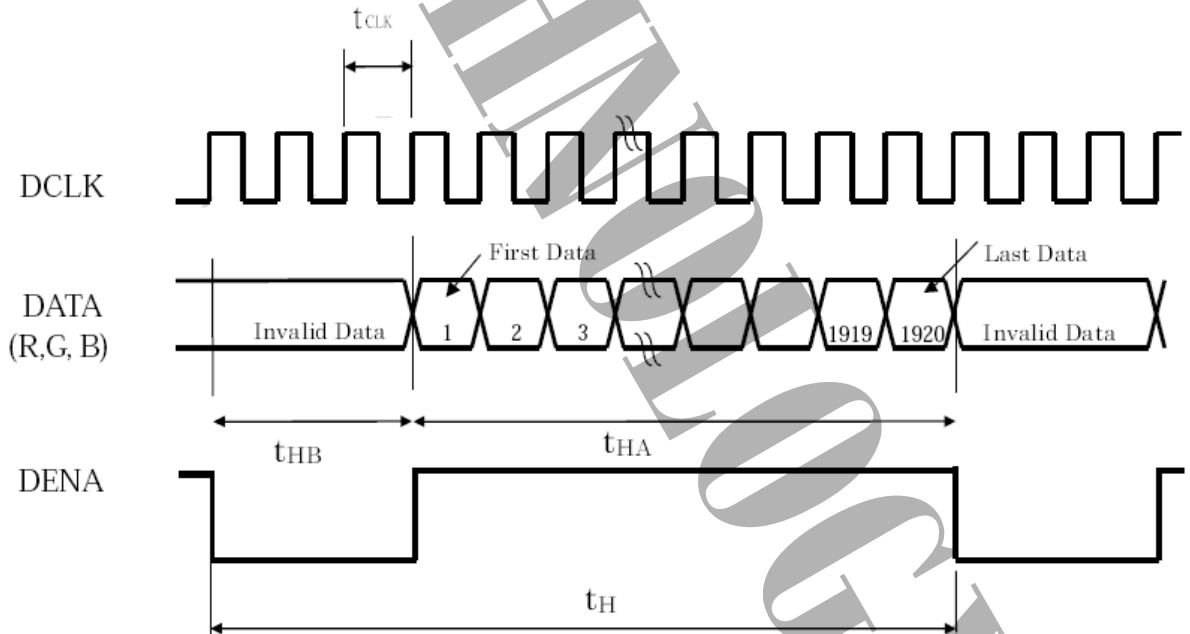 tCLK
DCLK
First Data
Last Data
DATA
(R,G, B)
Invalid Data
1
2
3
1919
1920
Invalid Data
tHB
tHA
DENA
tH
HNOLOG